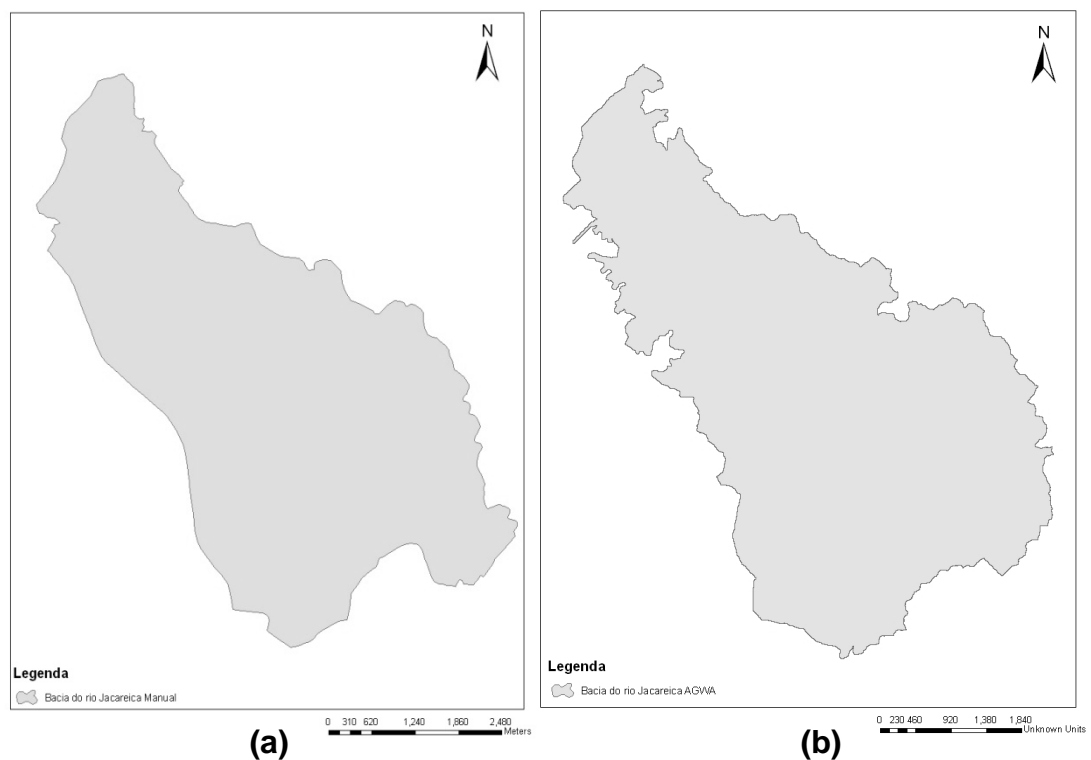 N
Legenda
Bacia do rio Jacareica Manual
0 310 620 1,240 1,860 2,480
Meters
(a)
N
Legenda
Bacia do rio Jacareica AGWA
0 230 460 920 1,380 1,840
Unknown Units
(b)